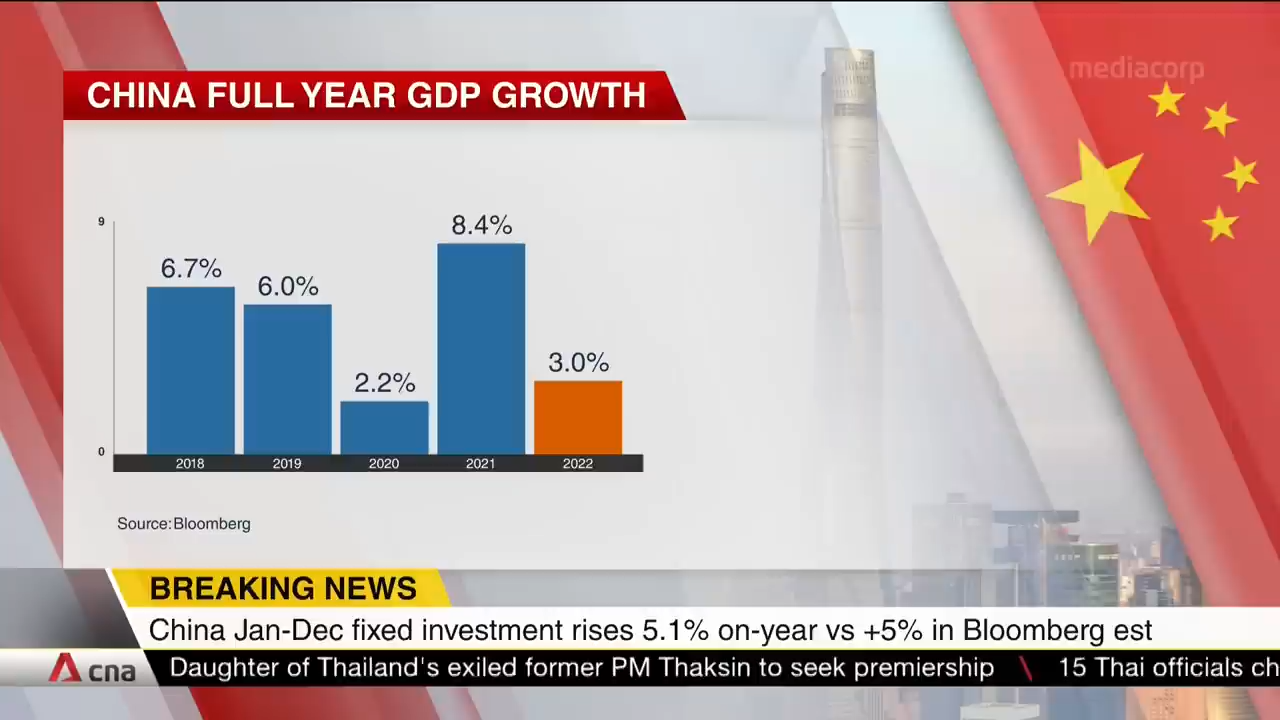 mediacorp
CHINA FULL YEAR GDP GROWTH
9
8.4%
6.7%
6.0%
3.0%
2.2%
0
2018 2019 2020 2021 2022
Source: Bloomberg
BREAKING NEWS
China Jan-Dec fixed investment rises 5.1% on-year vs +5% in Bloomberg est
cna
Daughter of Thailand's exiled former PM Thaksin to seek premiership \ 15 Thai officials ch